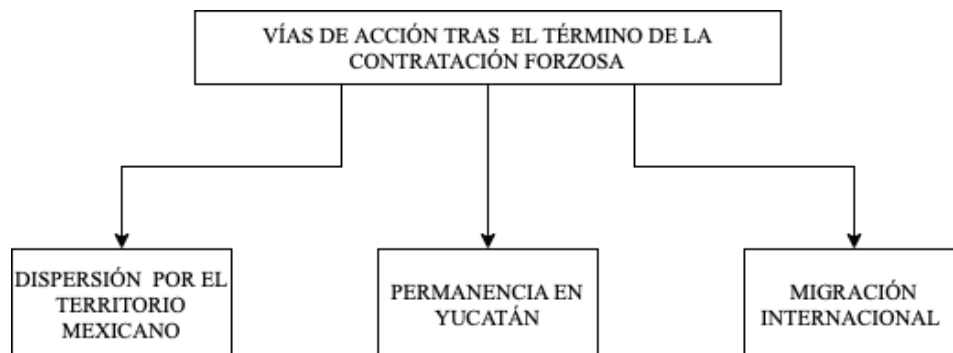 VÍAS DE ACCIÓN TRAS EL TÉRMINO DE LA
CONTRATACIÓN FORZOSA
DISPERSIÓN POR EL
TERRITORIO
MEXICANO
PERMANENCIA EN
YUCATÁN
MIGRACIÓN
INTERNACIONAL